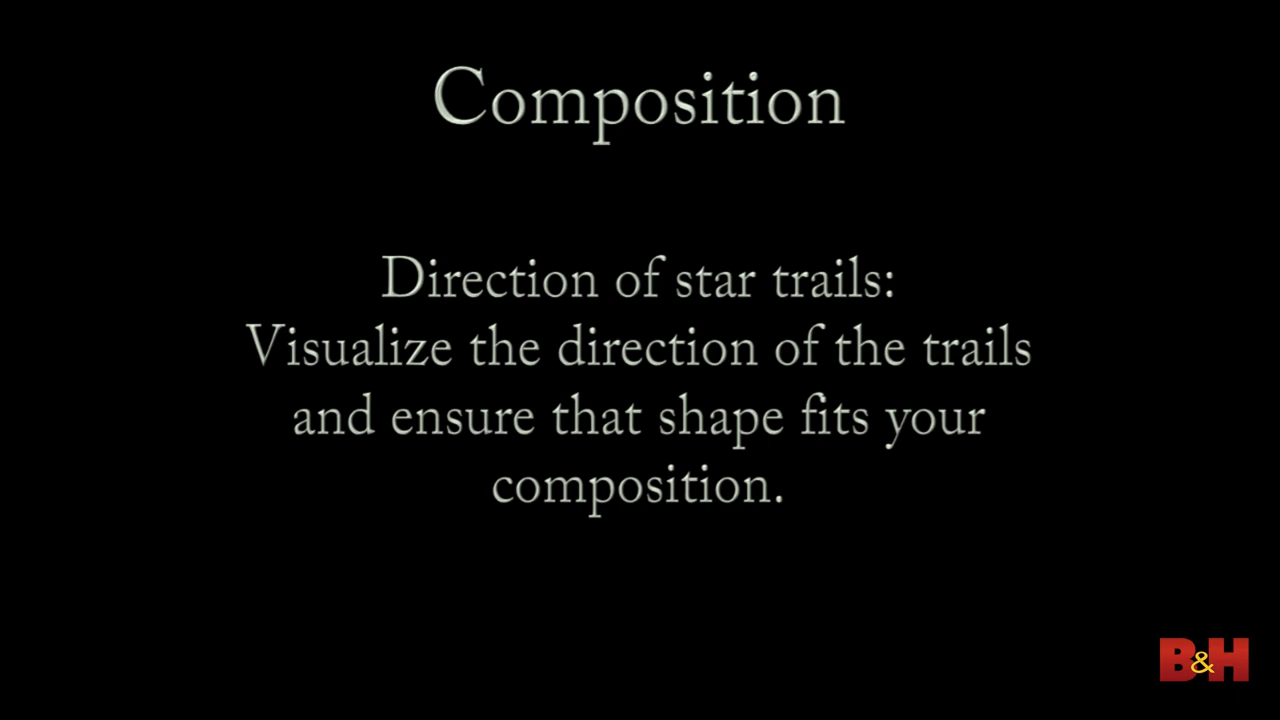 Composition
Direction of star trails:
Visualize the direction of the trails
and ensure that shape fits your
composition.
B&H